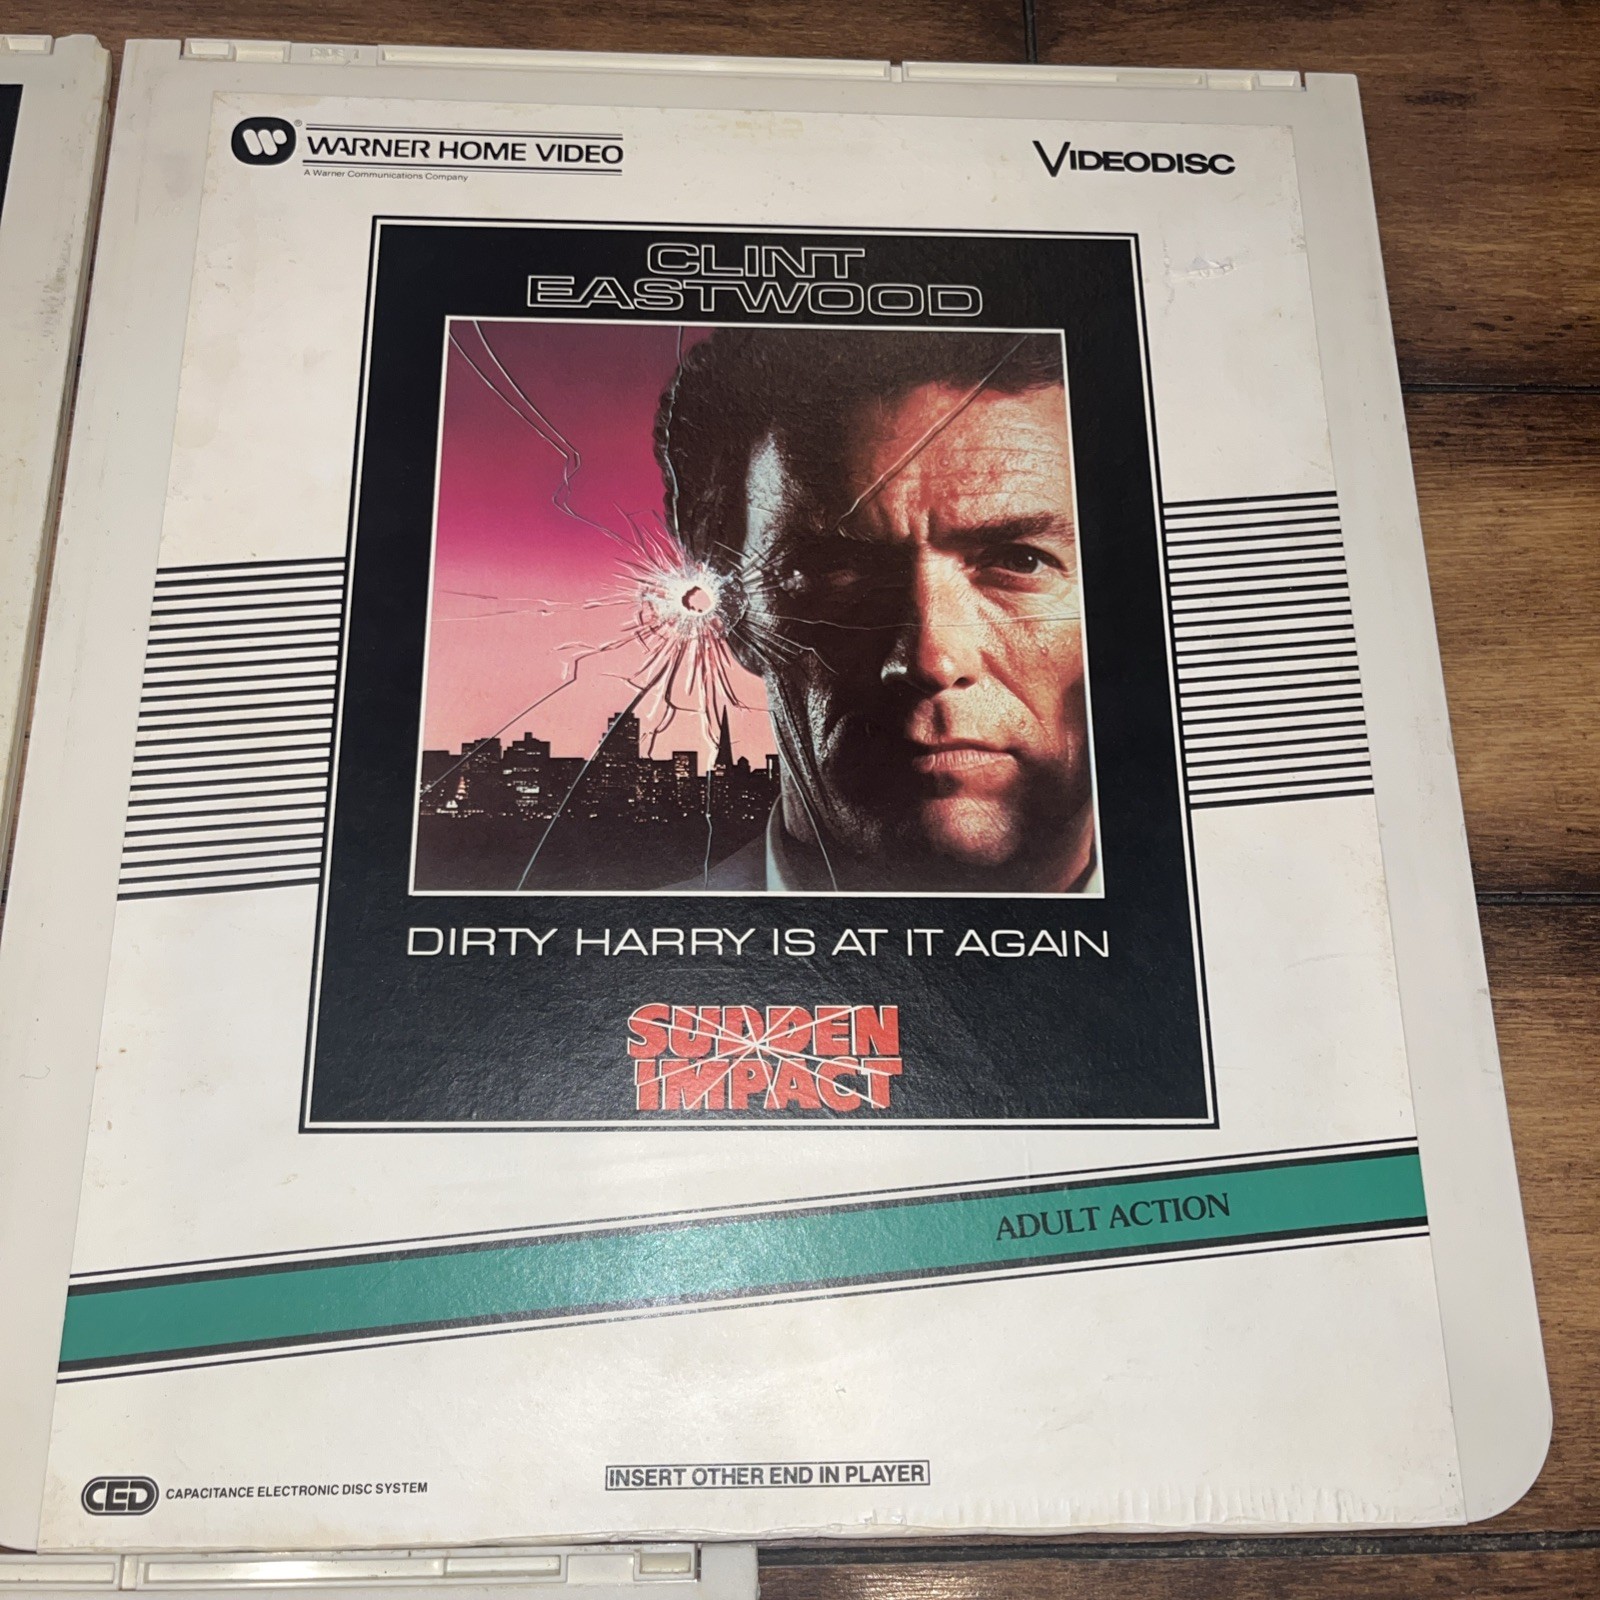 WARNER HOME VIDEO
A Warner Communications Company
VIDEODISC
CLINT
EASTWOOD
DIRTY HARRY IS AT IT AGAIN
SUDDEN
IMPACT
ADULT ACTION
INSERT OTHER END IN PLAYER
CED CAPACITANCE ELECTRONIC DISC SYSTEM